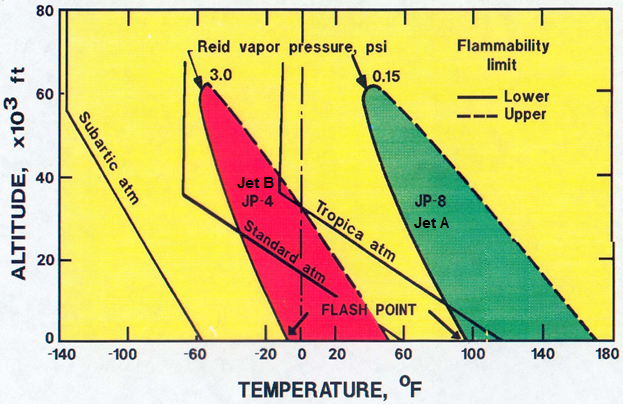 80
60
40
20
0
ALTITUDE, x10³ ft
Reid vapor pressure, psi
3.0
0.15
Flammability
limit
Lower
Upper
Subartic atm
Jet B
JP-4
Standard atm
Tropica atm
JP-8
Jet A
FLASH POINT
-140 -100 -60 -20 0 20 60 100 140 180
TEMPERATURE, ºF